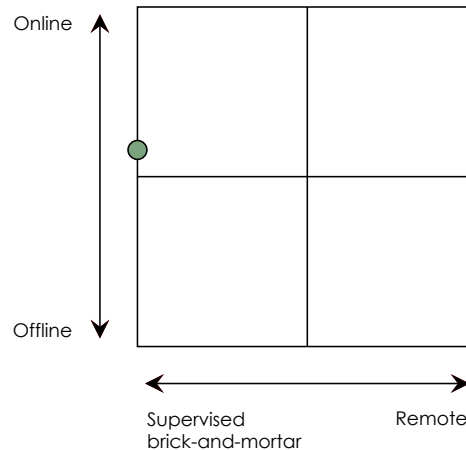 Online
Offline
Supervised
brick-and-mortar
Remote